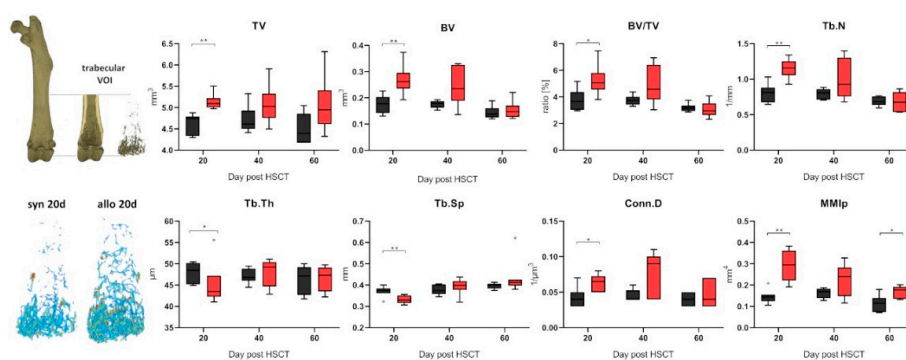 trabecular
VOI
TV
mm³
6.5
6.0
5.5
5.0
4.5
4.0
**
20
40
60
Day post HSCT
BV
mm³
0.4
0.3
0.2
0.1
0.0
**
20
40
60
Day post HSCT
BV/TV
ratio [%]
8
6
4
2
0
*
20
40
60
Day post HSCT
Tb.N
1/mm
1.5
1.0
0.5
0.0
**
20
40
60
Day post HSCT
syn 20d
allo 20d
Tb.Th
µm
60
55
50
45
40
35
*
20
40
60
Day post HSCT
Tb.Sp
mm
0.7
0.6
0.5
0.4
0.3
0.2
**
20
40
60
Day post HSCT
Conn.D
1/µm³
0.15
0.10
0.05
0.00
*
20
40
60
Day post HSCT
MMIp
mm⁴
0.5
0.4
0.3
0.2
0.1
0.0
**
*
20
40
60
Day post HSCT